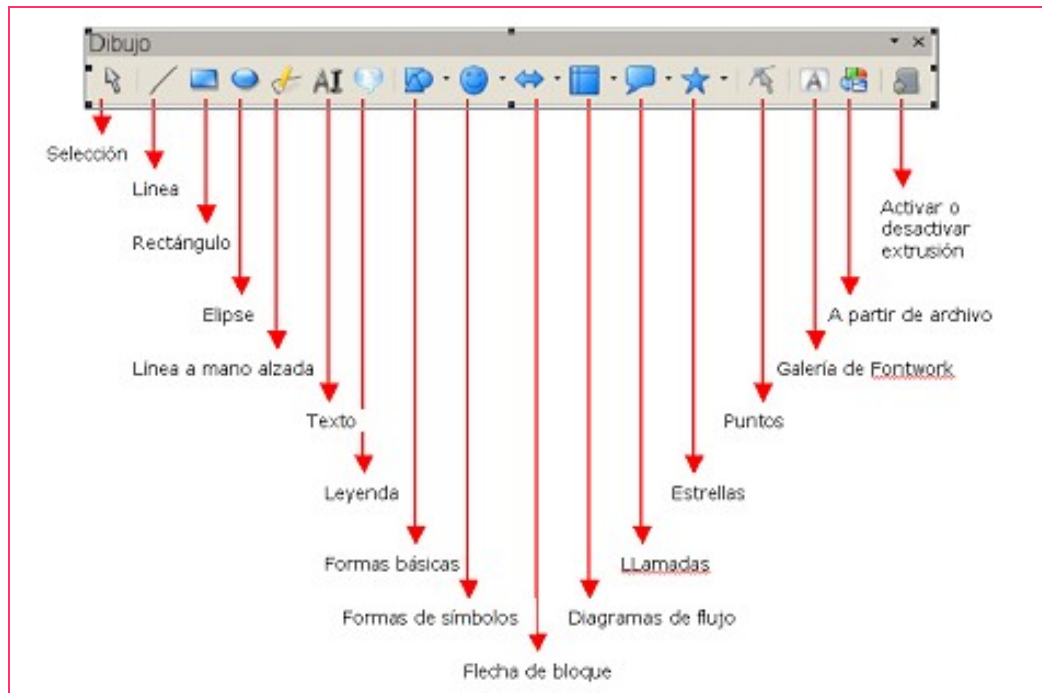 Dibujo
Selección
Línea
Rectángulo
Elipse
Línea a mano alzada
Texto
Leyenda
Formas básicas
Formas de símbolos
Flecha de bloque
Diagramas de flujo
LLamadas
Estrellas
Puntos
Galería de Fontwork
A partir de archivo
Activar o
desactivar
extrusión